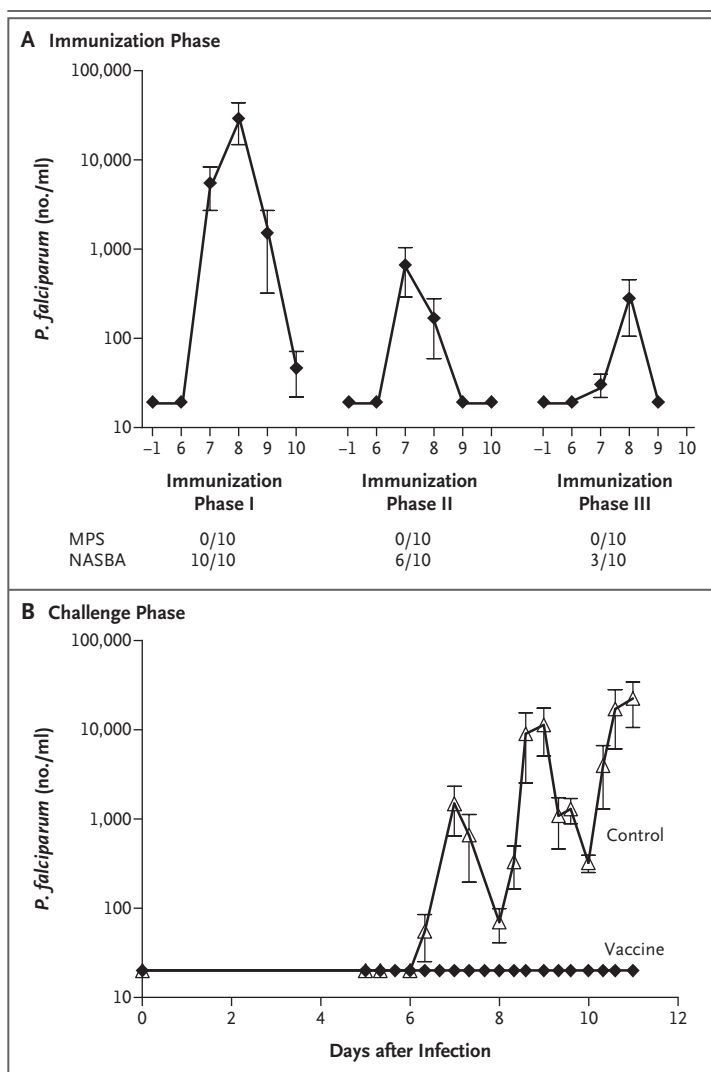 A Immunization Phase
100,000
10,000
1,000
100
10
P. falciparum (no./ml)
–1 6 7 8 9 10 –1 6 7 8 9 10 –1 6 7 8 9 10
Immunization Immunization Immunization
Phase I Phase II Phase III
MPS 0/10 0/10 0/10
NASBA 10/10 6/10 3/10
B Challenge Phase
100,000
10,000
1,000
100
10
P. falciparum (no./ml)
Control
Vaccine
0 2 4 6 8 10 12
Days after Infection